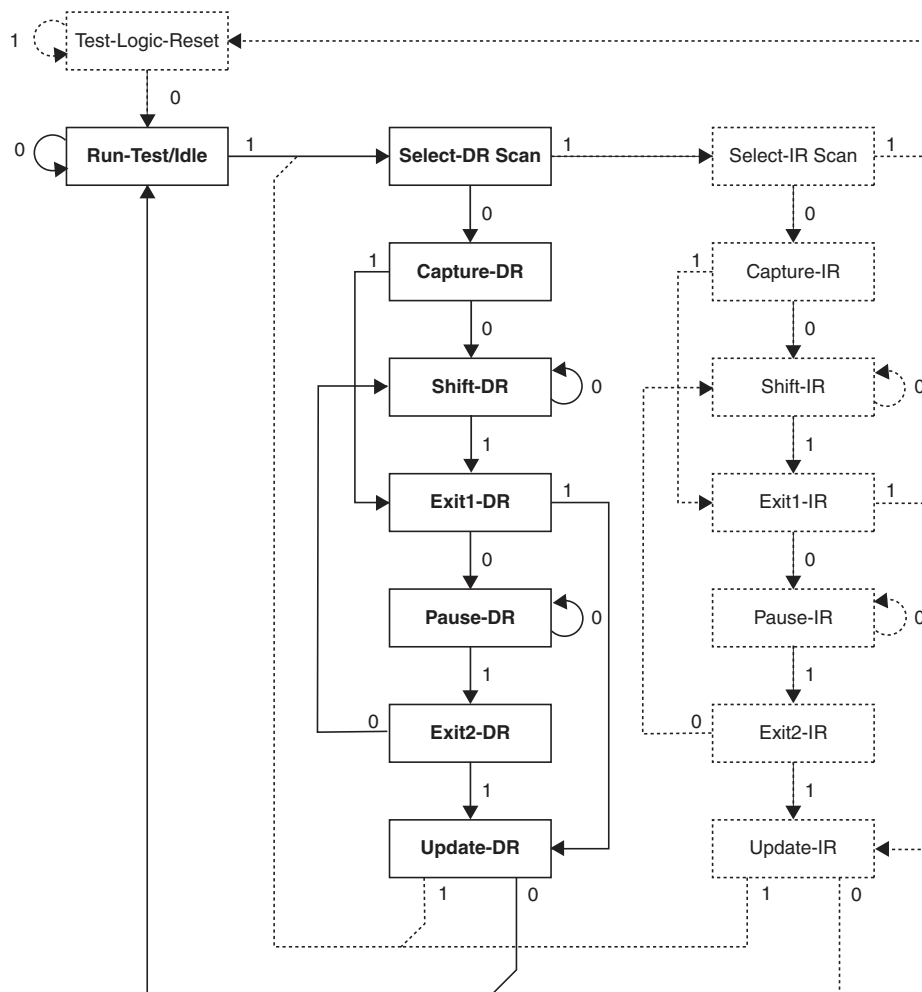 1 Test-Logic-Reset
0
0 Run-Test/Idle 1 Select-DR Scan 1 Select-IR Scan 1
0 0
1 Capture-DR 1 Capture-IR
0 0
Shift-DR 0 Shift-IR 0
1 1
Exit1-DR 1 Exit1-IR 1
0 0
Pause-DR 0 Pause-IR 0
1 1
0 Exit2-DR 0 Exit2-IR
1 1
Update-DR Update-IR
1 0 1 0